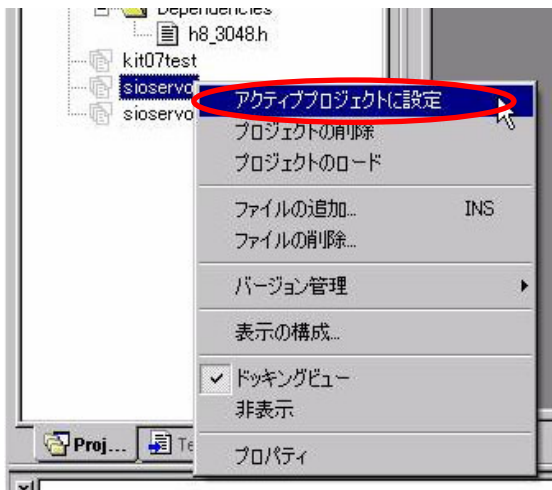 Dependencies
h8_3048.h
kit07test
sioservo
sioservo
アクティブプロジェクトに設定
プロジェクトの削除
プロジェクトのロード
ファイルの追加... INS
ファイルの削除...
バージョン管理
表示の構成...
ドッキングビュー
非表示
プロパティ
Proj...
Te